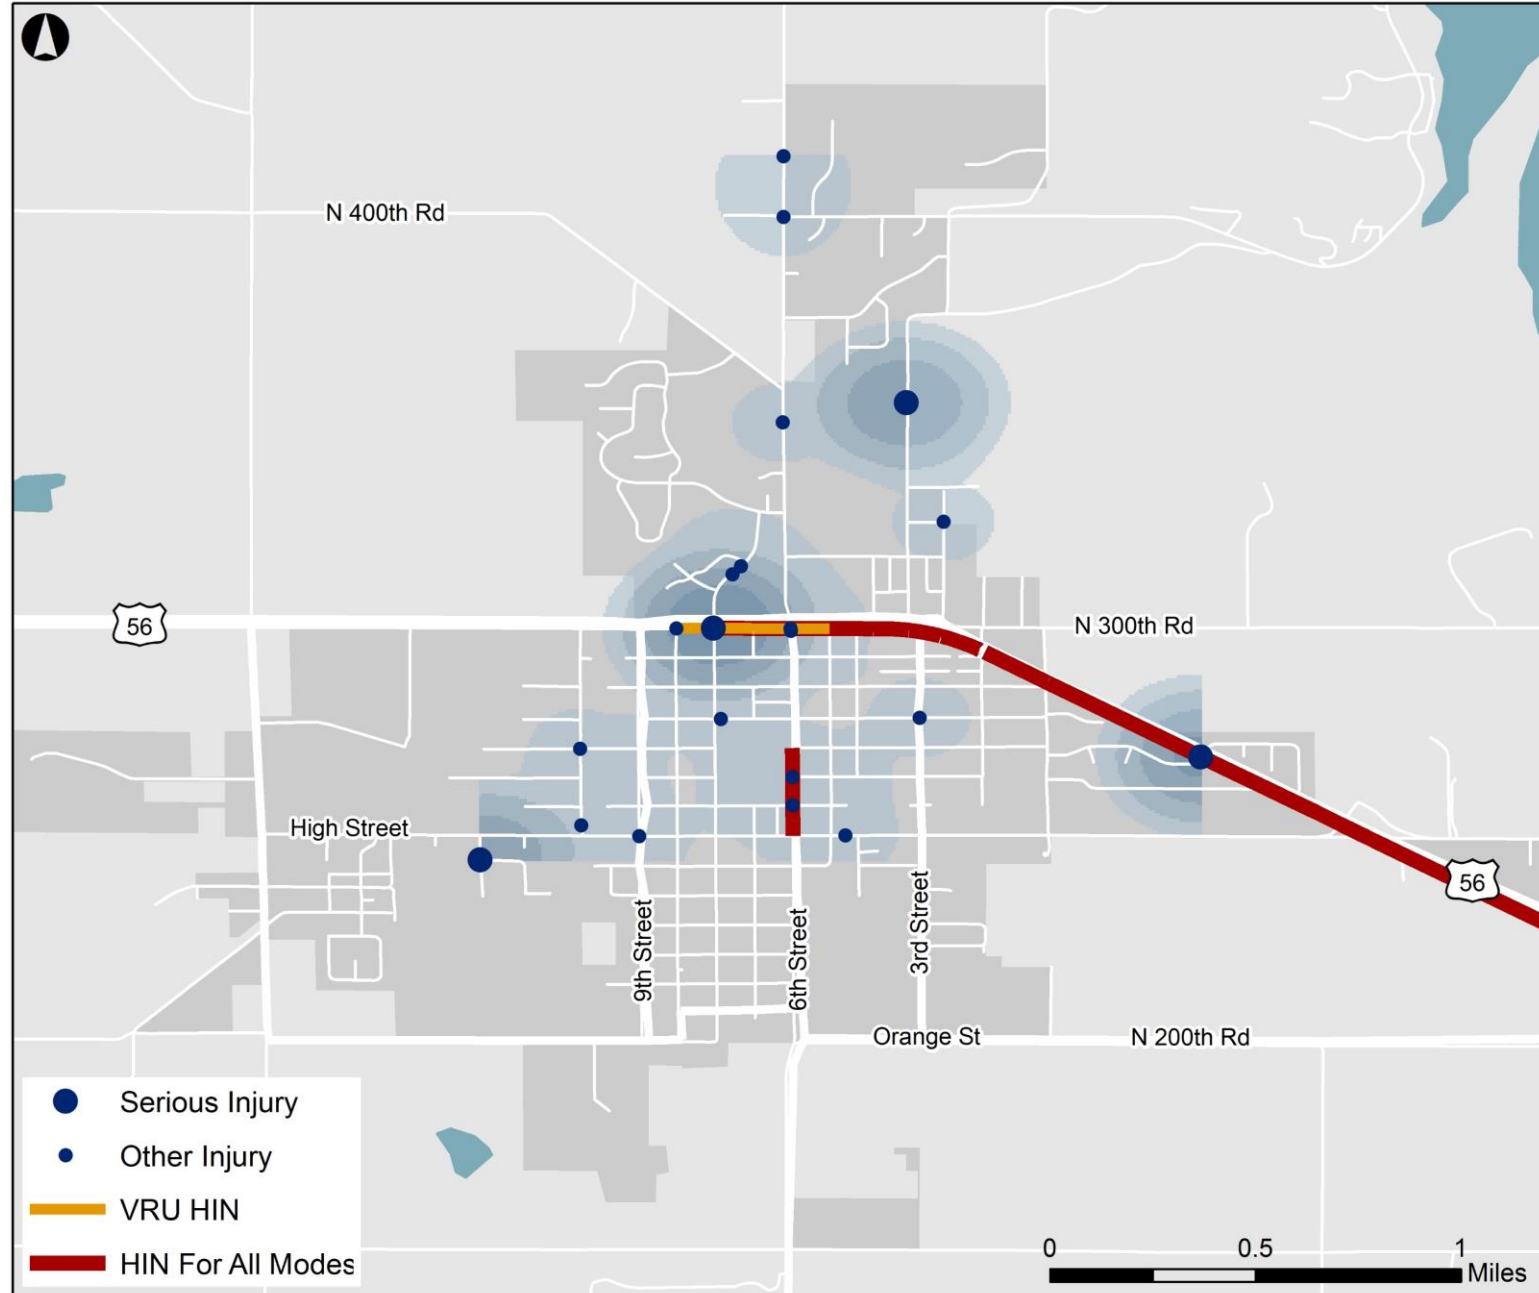 N 400th Rd
56
N 300th Rd
High Street
56
9th Street
6th Street
3rd Street
Orange St
N 200th Rd
Serious Injury
Other Injury
VRU HIN
HIN For All Modes
0 0.5 1
Miles